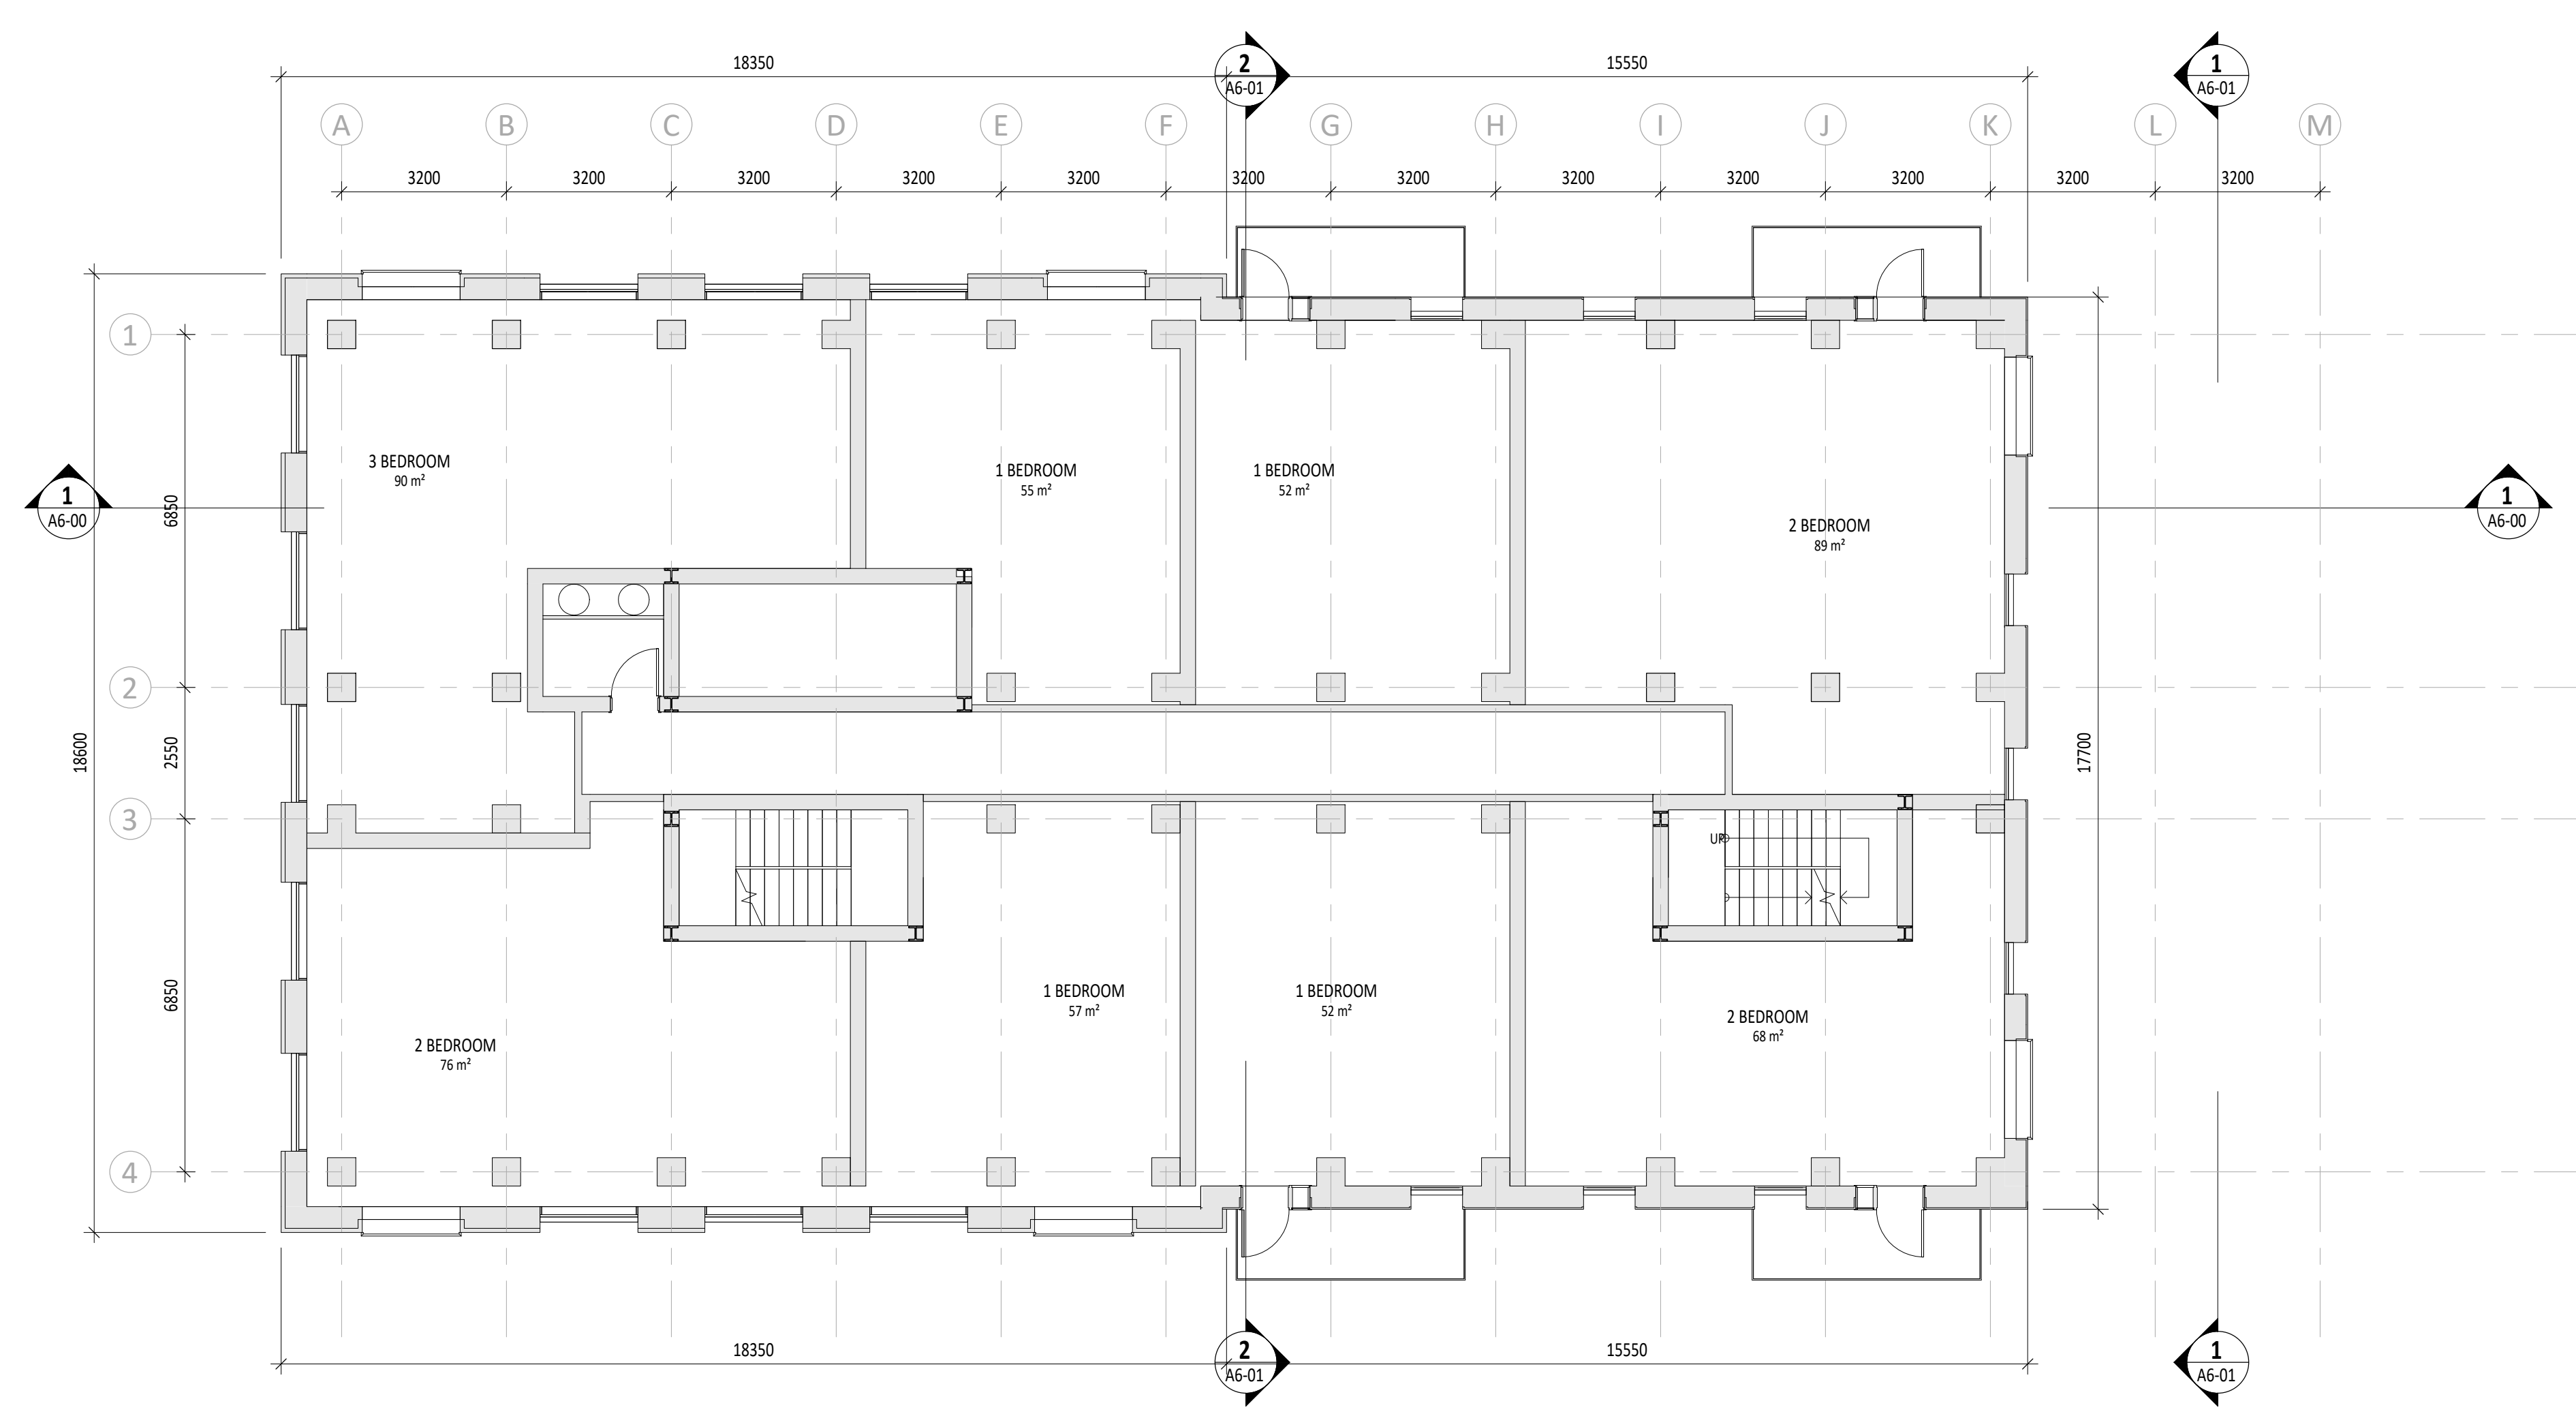 18350
15550
2
A6-01
1
A6-01
A
B
C
D
E
F
G
H
I
J
K
L
M
3200
3200
3200
3200
3200
3200
3200
3200
3200
3200
3200
3200
1
2
3
4
6850
2550
6850
18600
17700
1
A6-00
1
A6-00
3 BEDROOM
90 m²
1 BEDROOM
55 m²
1 BEDROOM
52 m²
2 BEDROOM
89 m²
UP
2 BEDROOM
76 m²
1 BEDROOM
57 m²
1 BEDROOM
52 m²
2 BEDROOM
68 m²
18350
15550
2
A6-01
1
A6-01